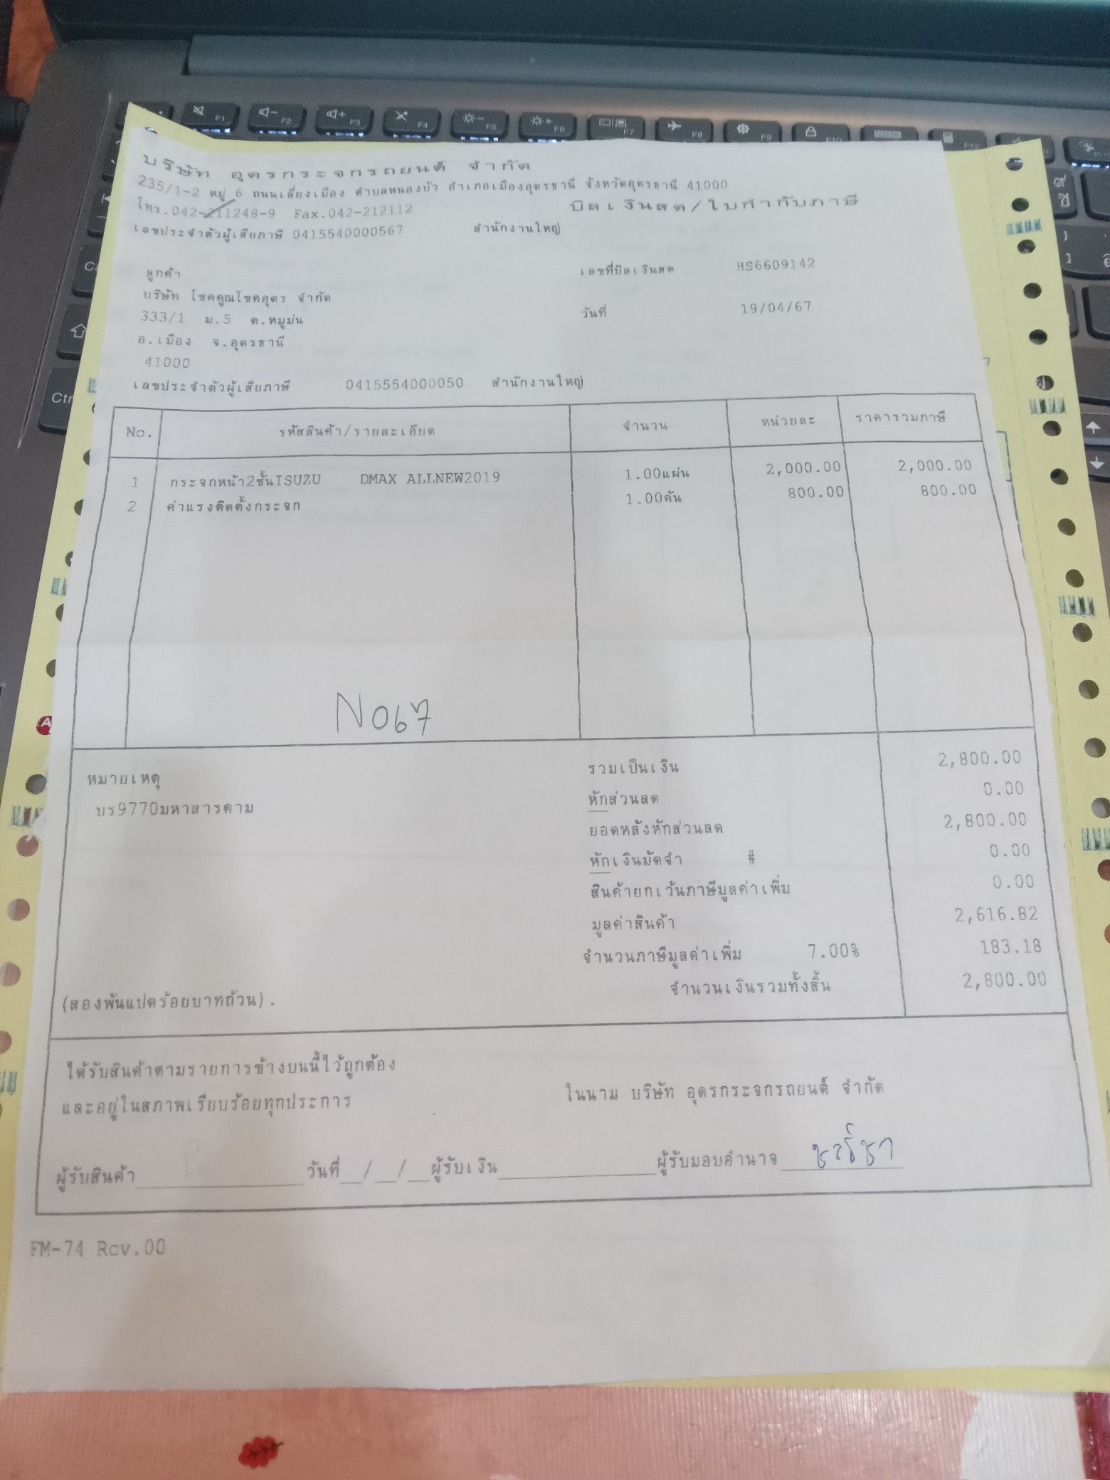 บริษัท อุดรกระจกรถยนต์ จำกัด
235/1-2 หมู่ 6 ถนนเลี่ยงเมือง ตำบลหนองบัว อำเภอเมืองอุดรธานี จังหวัดอุดรธานี 41000
โทร.042-211248-9 Fax.042-212112
บิลเงินสด/ใบกำกับภาษี
เลขประจำตัวผู้เสียภาษี 0415540000567 สำนักงานใหญ่
ลูกค้า
เลขที่บิลเงินสด HS6609142
บริษัท โชคคูณโชคอุดร จำกัด
333/1 ม.5 ต.หมูม่น
วันที่ 19/04/67
อ.เมือง จ.อุดรธานี
41000
เลขประจำตัวผู้เสียภาษี 0415554000050 สำนักงานใหญ่
No. รหัสสินค้า/รายละเอียด จำนวน หน่วยละ ราคารวมภาษี
1 กระจกหน้า2ชั้นISUZU DMAX ALLNEW2019 1.00แผ่น 2,000.00 2,000.00
2 ค่าแรงติดตั้งกระจก 1.00คัน 800.00 800.00
No67
หมายเหตุ
บร9770มหาสารคาม
รวมเป็นเงิน 2,800.00
หักส่วนลด 0.00
ยอดหลังหักส่วนลด 2,800.00
หักเงินมัดจำ # 0.00
สินค้ายกเว้นภาษีมูลค่าเพิ่ม 0.00
มูลค่าสินค้า 2,616.82
จำนวนภาษีมูลค่าเพิ่ม 7.00% 183.18
(สองพันแปดร้อยบาทถ้วน). จำนวนเงินรวมทั้งสิ้น 2,800.00
ได้รับสินค้าตามรายการข้างบนนี้ไว้ถูกต้อง
และอยู่ในสภาพเรียบร้อยทุกประการ
ในนาม บริษัท อุดรกระจกรถยนต์ จำกัด
ผู้รับสินค้า วันที่ / / ผู้รับเงิน ผู้รับมอบอำนาจ
FM-74 Rev.00